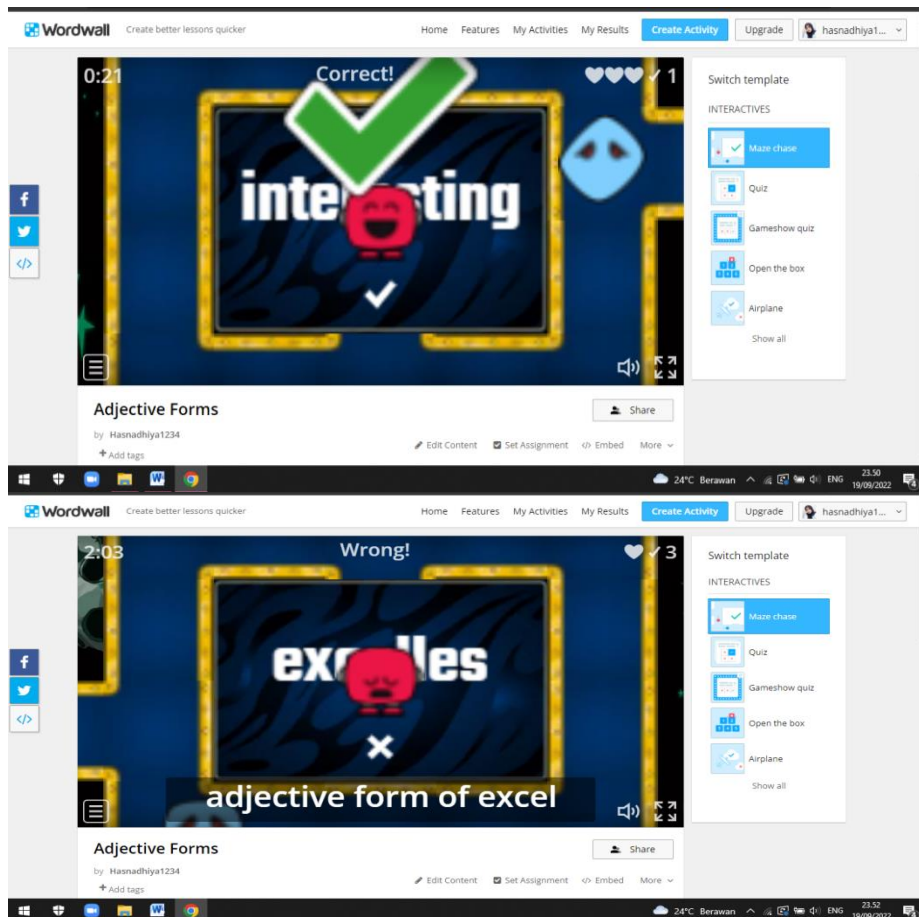 Wordwall Create better lessons quicker Home Features My Activities My Results Create Activity Upgrade hasnadhiya1...
0:21 Correct! 1
Switch template
INTERACTIVES
Maze chase
Quiz
Gameshow quiz
Open the box
Airplane
Show all
Adjective Forms
Share
by Hasnadhiya1234
Edit Content Set Assignment Embed More
Add tags
24°C Berawan ENG 23.50
19/09/2022
Wordwall Create better lessons quicker Home Features My Activities My Results Create Activity Upgrade hasnadhiya1...
2:03 Wrong! 3
Switch template
INTERACTIVES
Maze chase
Quiz
Gameshow quiz
Open the box
Airplane
Show all
adjective form of excel
Adjective Forms
Share
by Hasnadhiya1234
Edit Content Set Assignment Embed More
Add tags
24°C Berawan ENG 23.52
19/09/2022